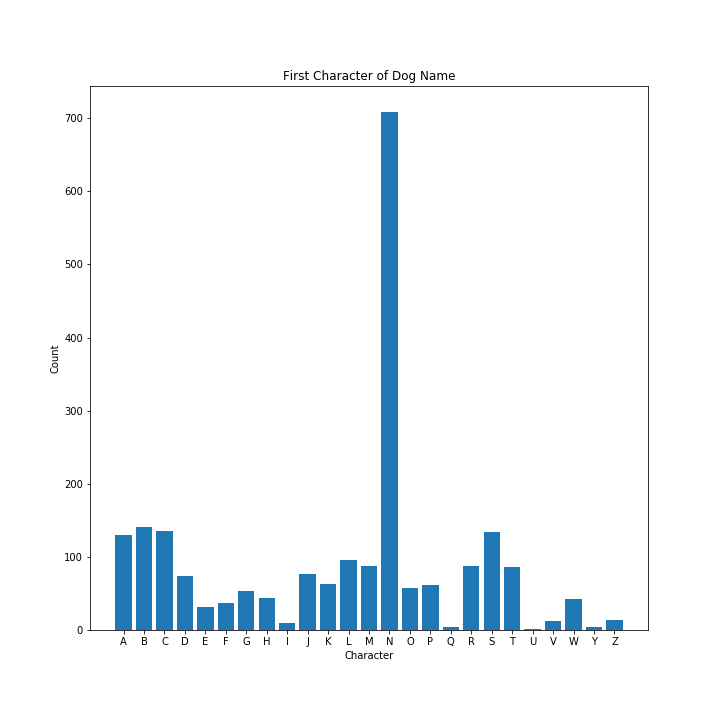 First Character of Dog Name
700
600
500
400
300
200
100
0
Count
A B C D E F G H I J K L M N O P Q R S T U V W Y Z
Character